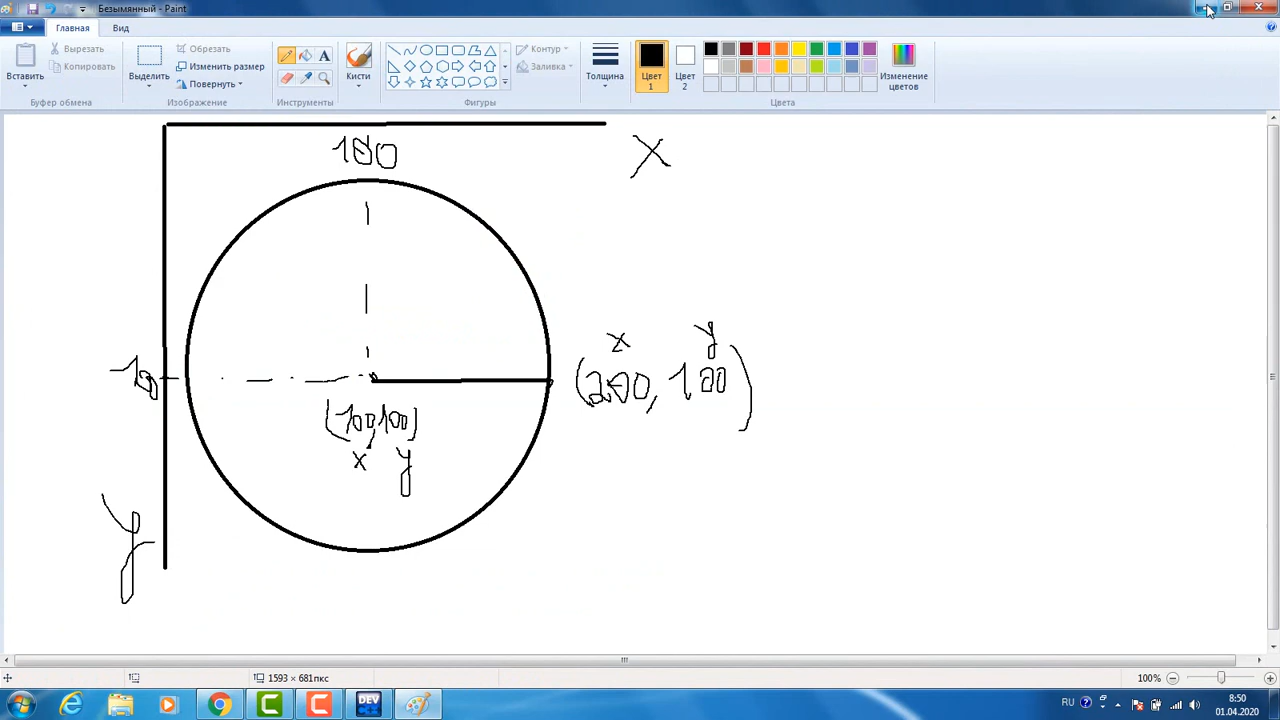 Безымянный - Paint
Главная Вид
Вставить
Вырезать
Копировать
Буфер обмена
Выделить
Обрезать
Изменить размер
Повернуть
Изображение
A
Инструменты
Кисти
Контур
Заливка
Фигуры
Толщина
Цвет 1
Цвет 2
Изменение цветов
Цвета
100
X
x y
(200, 100)
(100,100)
x y
y
1593 × 681пкс
100%
DEV
RU
8:50
01.04.2020